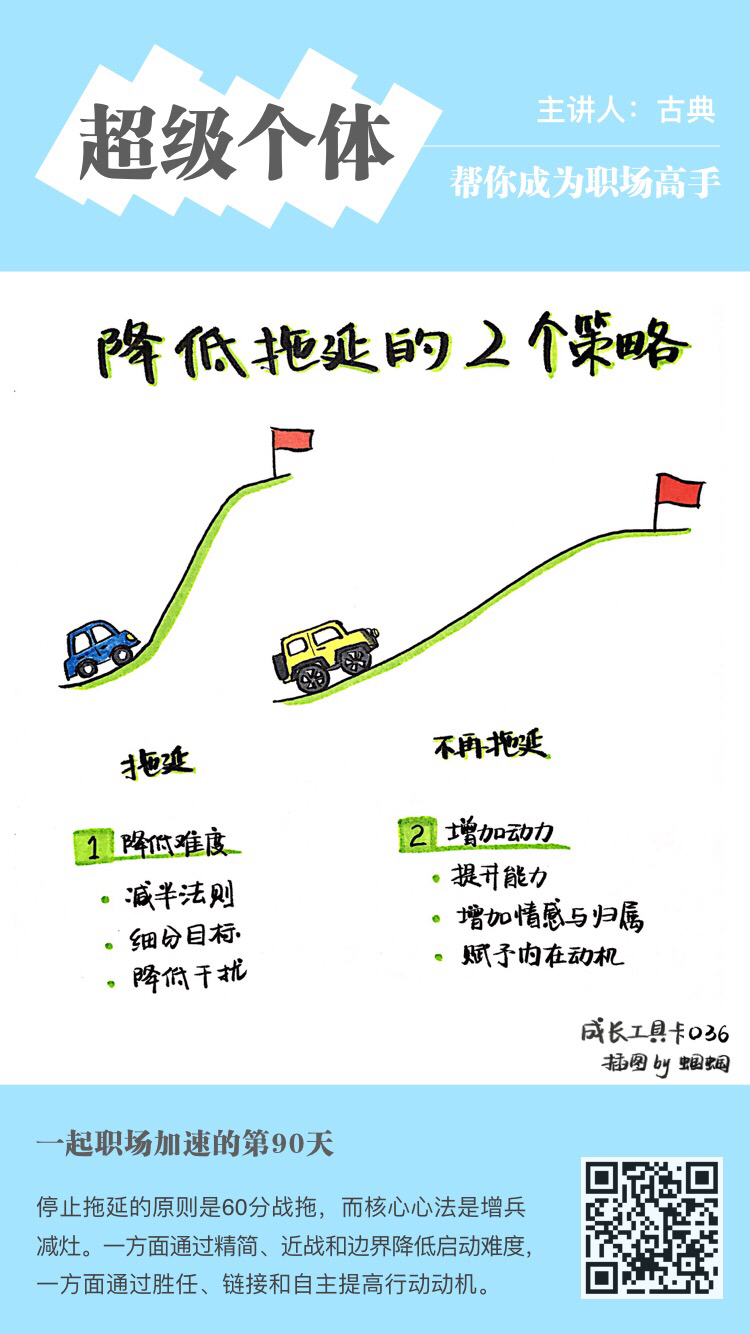 超级个体
主讲人：古典
帮你成为职场高手
降低拖延的2个策略
拖延
不再拖延
1 降低难度
减半法则
细分目标
降低干扰
2 增加动力
提升能力
增加情感与归属
赋予内在动机
成长工具卡036
插图by 蝈蝈
一起职场加速的第90天
停止拖延的原则是60分战拖，而核心心法是增兵
减灶。一方面通过精简、近战和边界降低启动难度，
一方面通过胜任、链接和自主提高行动动机。